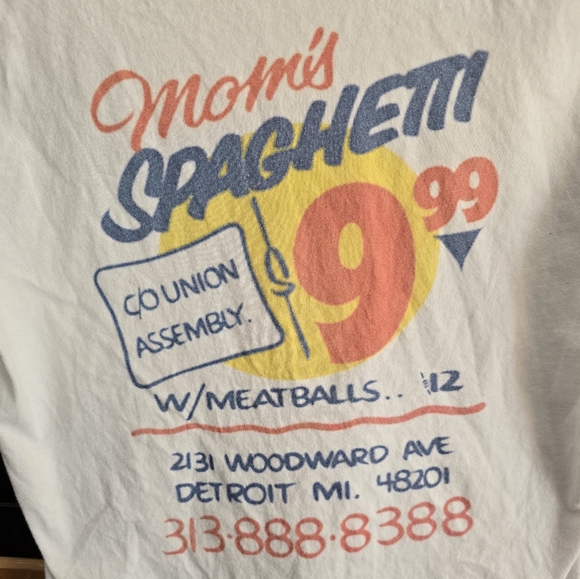 Mom's
SPAGHETTI
9 99
C/O UNION
ASSEMBLY.
W/MEATBALLS.. $12
2131 WOODWARD AVE
DETROIT MI. 48201
313·888·8388